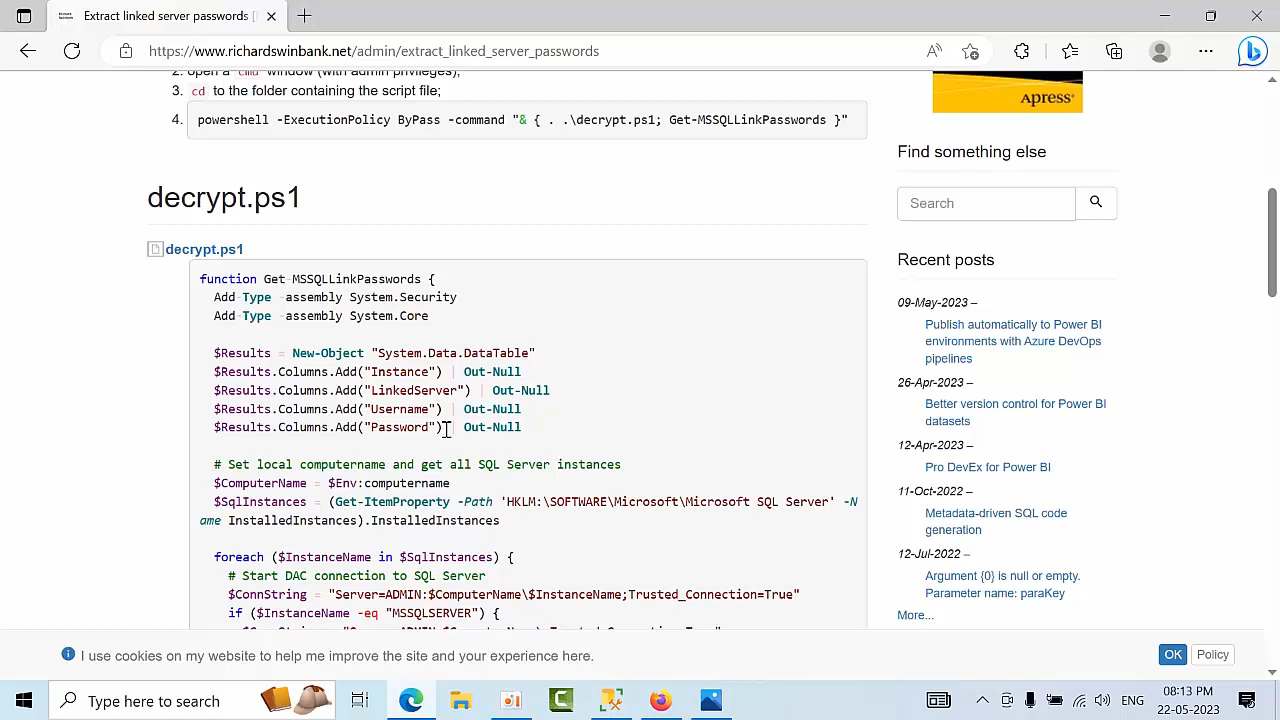 Extract linked server passwords [
https://www.richardswinbank.net/admin/extract_linked_server_passwords
2. open a cmd window (with admin privileges);
3. cd to the folder containing the script file;
4. powershell -ExecutionPolicy ByPass -command "& { . .\decrypt.ps1; Get-MSSQLLinkPasswords }"
decrypt.ps1
decrypt.ps1
function Get-MSSQLLinkPasswords {
Add-Type -assembly System.Security
Add-Type -assembly System.Core
$Results = New-Object "System.Data.DataTable"
$Results.Columns.Add("Instance") | Out-Null
$Results.Columns.Add("LinkedServer") | Out-Null
$Results.Columns.Add("Username") | Out-Null
$Results.Columns.Add("Password") | Out-Null
# Set local computername and get all SQL Server instances
$ComputerName = $Env:computername
$SqlInstances = (Get-ItemProperty -Path 'HKLM:\SOFTWARE\Microsoft\Microsoft SQL Server' -N
ame InstalledInstances).InstalledInstances
foreach ($InstanceName in $SqlInstances) {
# Start DAC connection to SQL Server
$ConnString = "Server=ADMIN:$ComputerName\$InstanceName;Trusted_Connection=True"
if ($InstanceName -eq "MSSQLSERVER") {
Apress®
Find something else
Search
Recent posts
09-May-2023 –
Publish automatically to Power BI
environments with Azure DevOps
pipelines
26-Apr-2023 –
Better version control for Power BI
datasets
12-Apr-2023 –
Pro DevEx for Power BI
11-Oct-2022 –
Metadata-driven SQL code
generation
12-Jul-2022 –
Argument {0} is null or empty.
Parameter name: paraKey
More...
I use cookies on my website to help me improve the site and your experience here.
OK
Policy
Type here to search
ENG
08:13 PM
22-05-2023